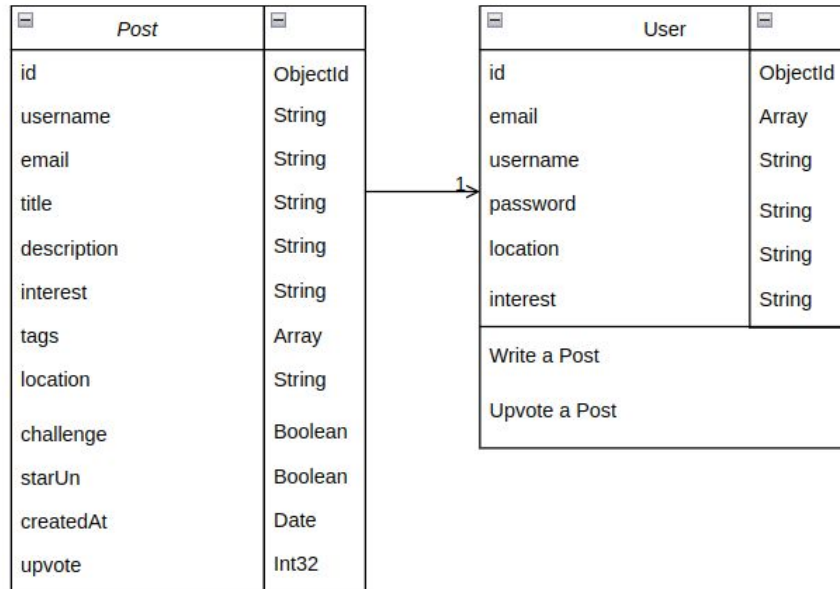 Post
id ObjectId
username String
email String
title String
description String
interest String
tags Array
location String
challenge Boolean
starUn Boolean
createdAt Date
upvote Int32
1
User
id ObjectId
email Array
username String
password String
location String
interest String
Write a Post
Upvote a Post